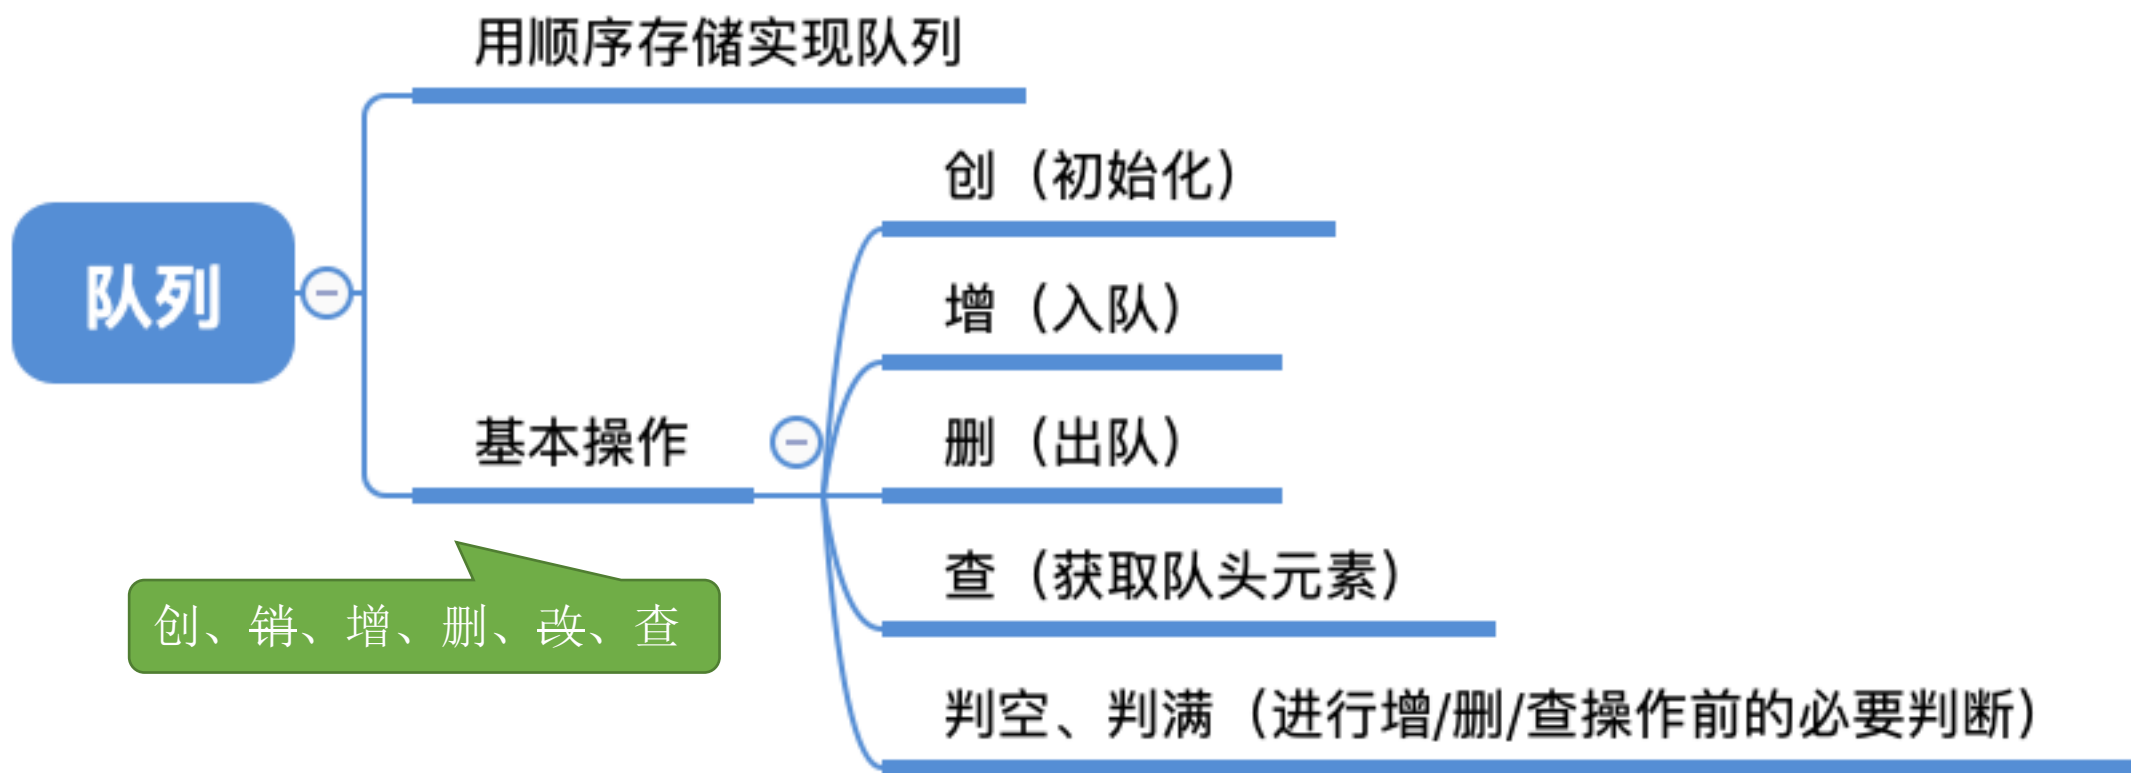 用顺序存储实现队列
创（初始化）
增（入队）
队列
删（出队）
基本操作
查（获取队头元素）
创、销、增、删、改、查
判空、判满（进行增/删/查操作前的必要判断）